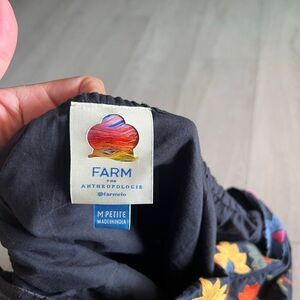 FARM
FOR
ANTHROPOLOGIE
@farmrio
M PETITE
MADE IN INDIA